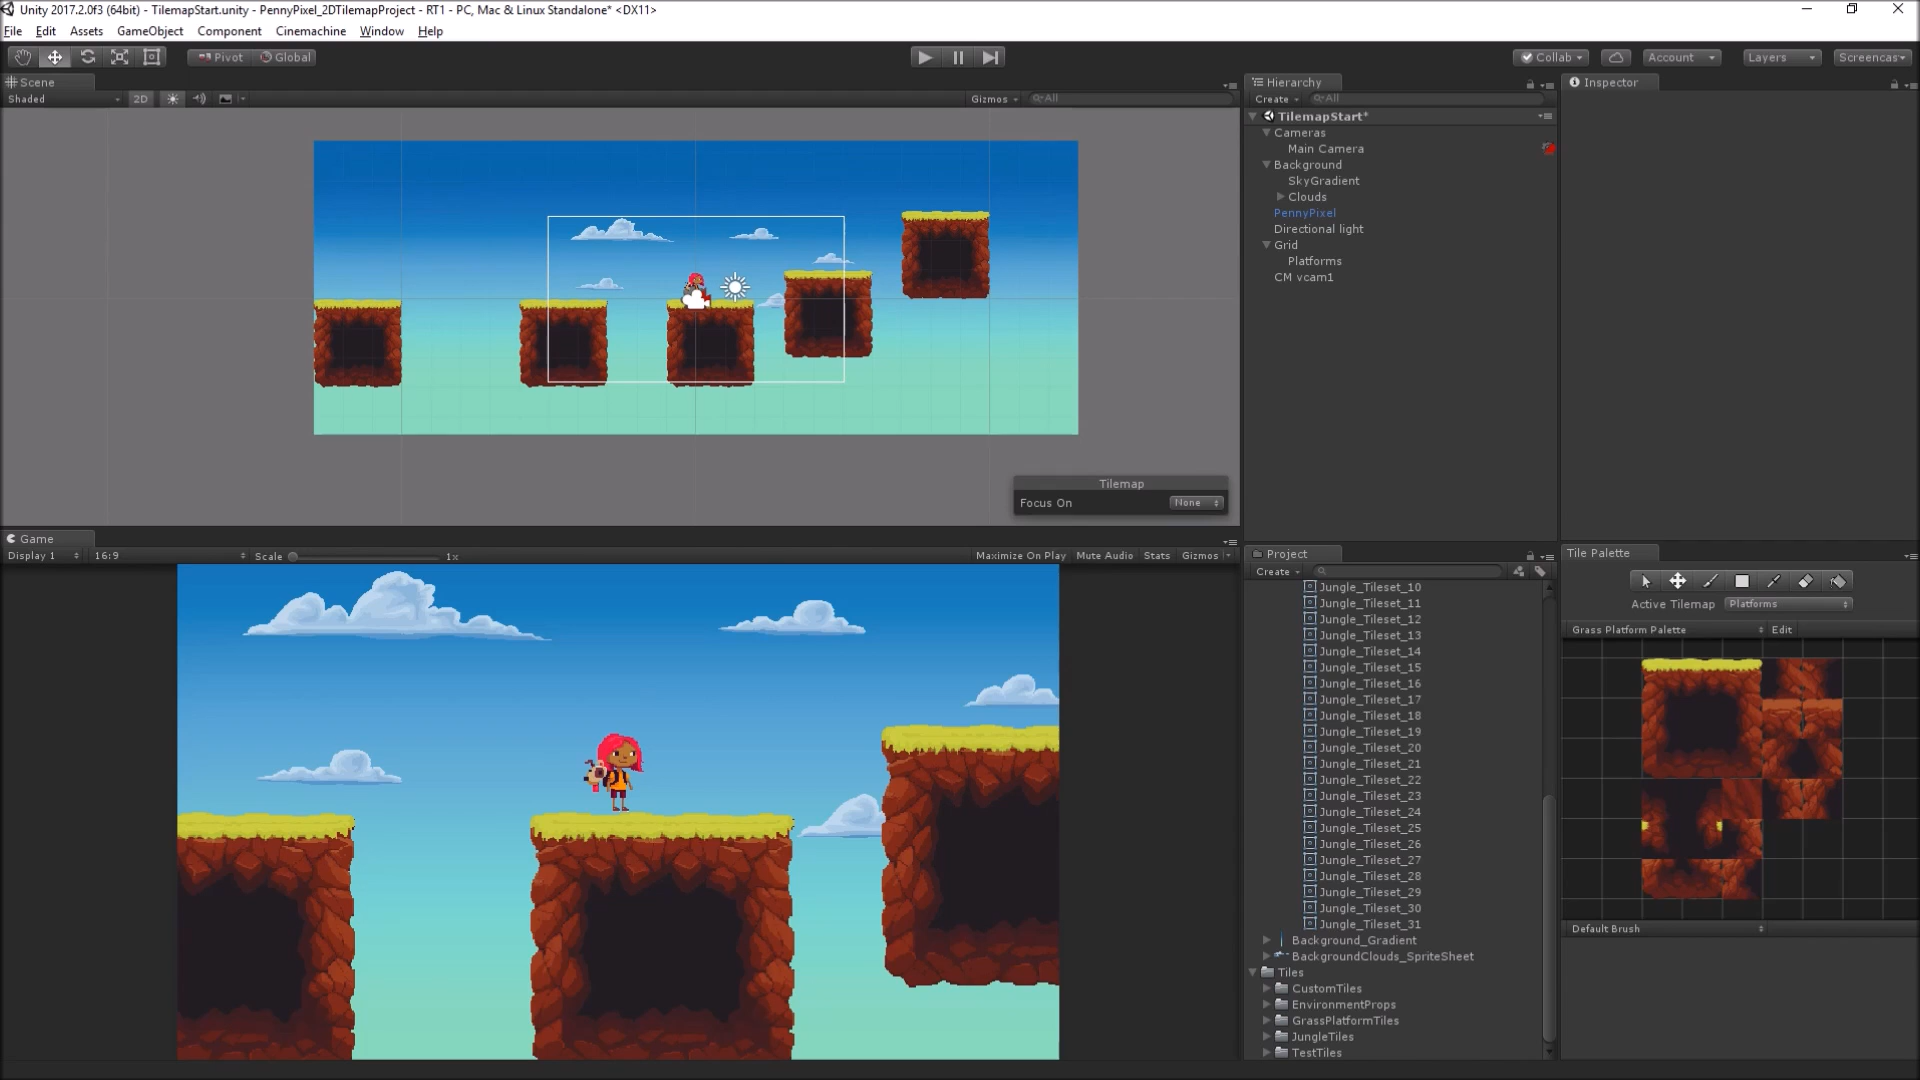 Unity 2017.2.0f3 (64bit) - TilemapStart.unity - PennyPixel_2DTilemapProject - RT1 - PC, Mac & Linux Standalone* <DX11>
File Edit Assets GameObject Component Cinemachine Window Help
Pivot Global Collab Account Layers Screencas
Scene
Shaded 2D Gizmos All
Tilemap
Focus On None
Hierarchy
Create All
TilemapStart*
Cameras
Main Camera
Background
SkyGradient
Clouds
PennyPixel
Directional light
Grid
Platforms
CM vcam1
Inspector
Game
Display 1 16:9 Scale 1x Maximize On Play Mute Audio Stats Gizmos
Project
Create
Jungle_Tileset_10
Jungle_Tileset_11
Jungle_Tileset_12
Jungle_Tileset_13
Jungle_Tileset_14
Jungle_Tileset_15
Jungle_Tileset_16
Jungle_Tileset_17
Jungle_Tileset_18
Jungle_Tileset_19
Jungle_Tileset_20
Jungle_Tileset_21
Jungle_Tileset_22
Jungle_Tileset_23
Jungle_Tileset_24
Jungle_Tileset_25
Jungle_Tileset_26
Jungle_Tileset_27
Jungle_Tileset_28
Jungle_Tileset_29
Jungle_Tileset_30
Jungle_Tileset_31
Background_Gradient
BackgroundClouds_SpriteSheet
Tiles
CustomTiles
EnvironmentProps
GrassPlatformTiles
JungleTiles
TestTiles
Tile Palette
Active Tilemap Platforms
Grass Platform Palette Edit
Default Brush